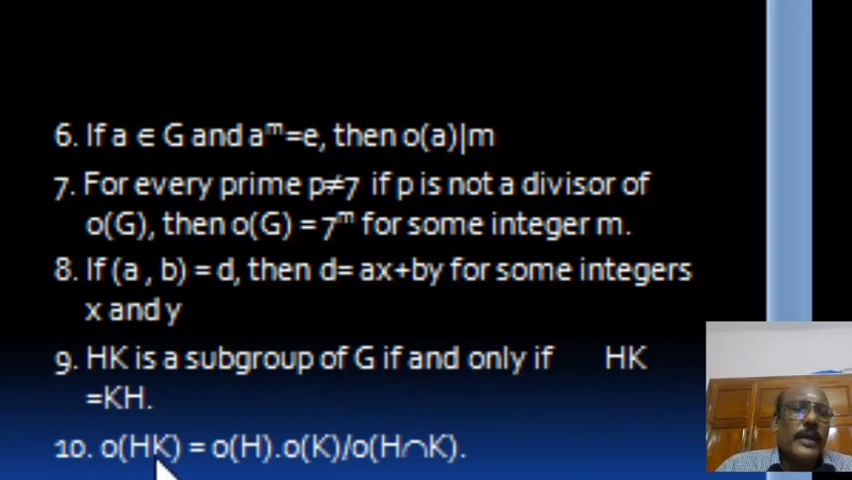 6. If a ∈ G and aᵐ=e, then o(a)|m
7. For every prime p≠7 if p is not a divisor of
o(G), then o(G) = 7ᵐ for some integer m.
8. If (a , b) = d, then d= ax+by for some integers
x and y
9. HK is a subgroup of G if and only if HK
=KH.
10. o(HK) = o(H).o(K)/o(H∩K).